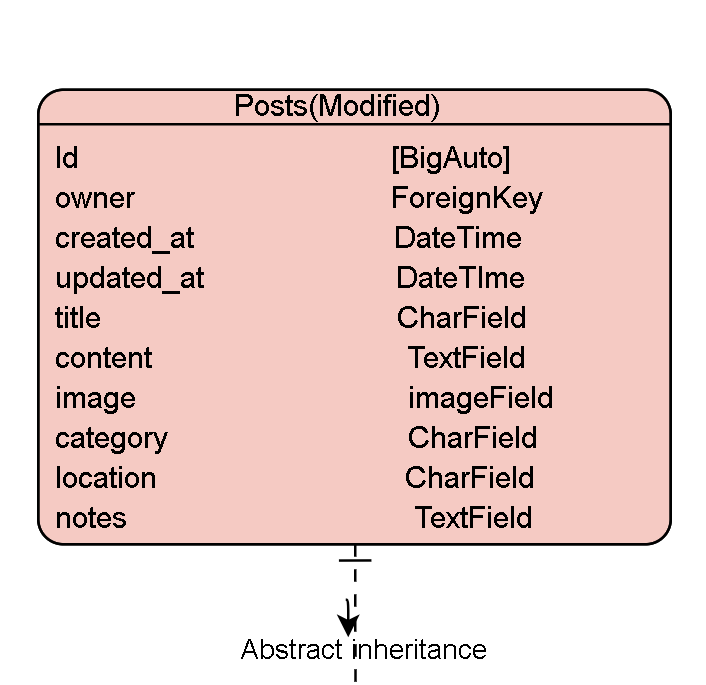 Posts(Modified)
Id [BigAuto]
owner ForeignKey
created_at DateTime
updated_at DateTIme
title CharField
content TextField
image imageField
category CharField
location CharField
notes TextField
Abstract inheritance